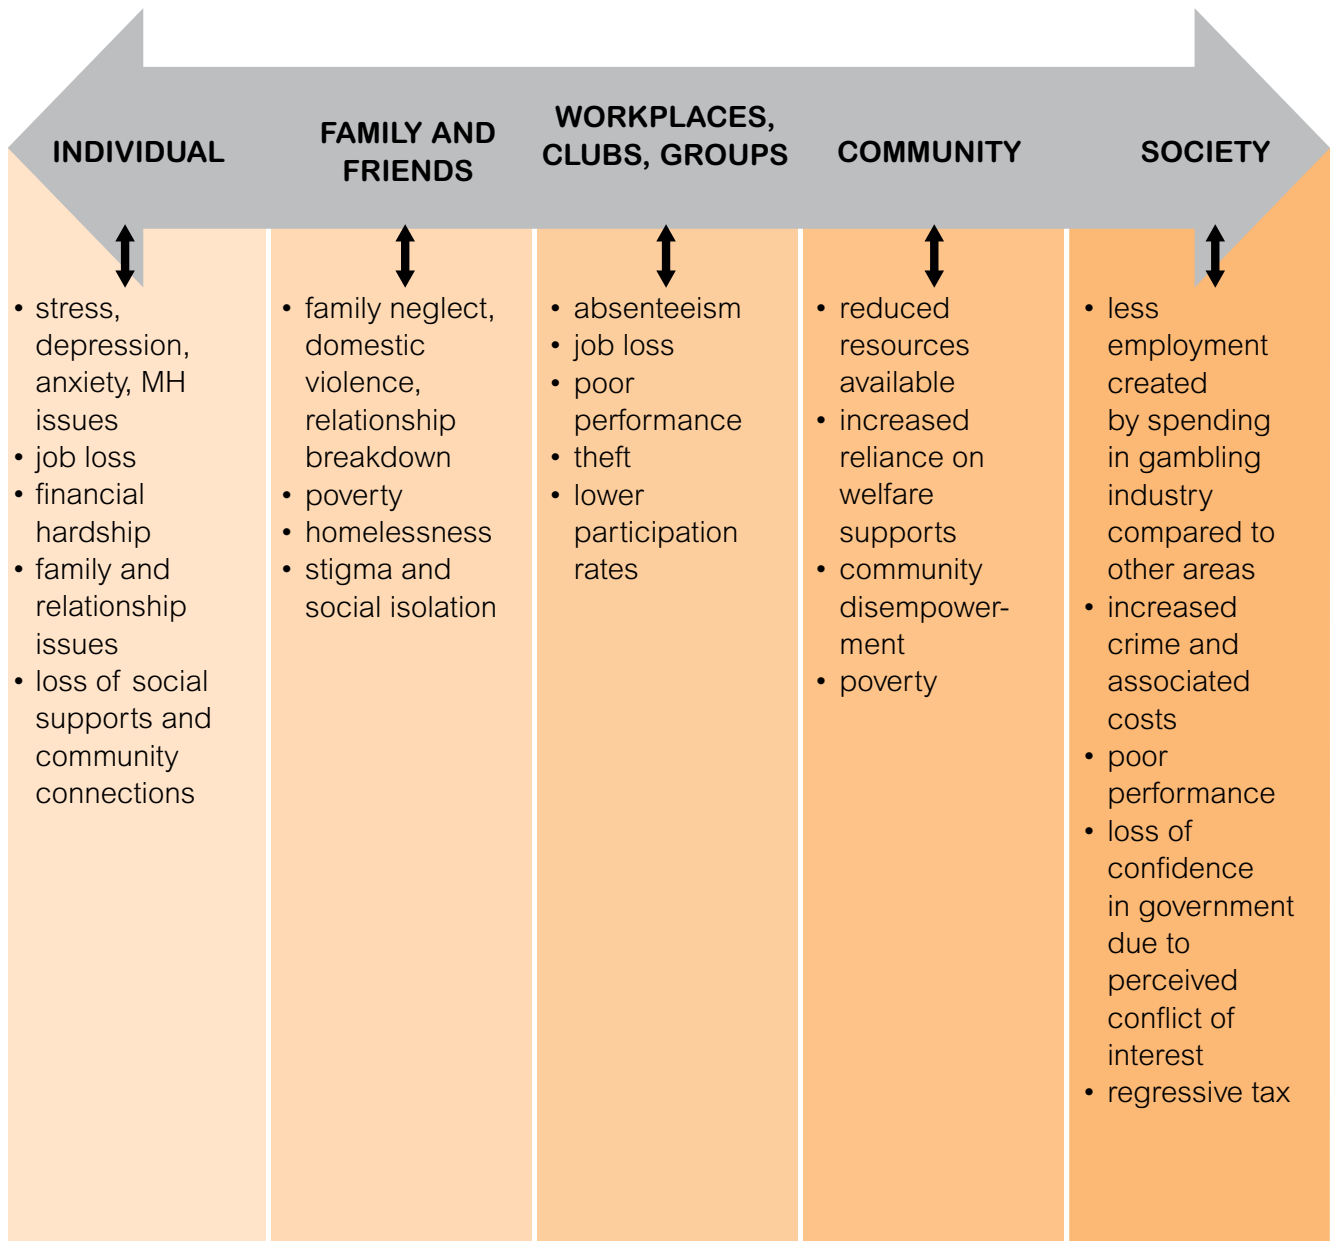 INDIVIDUAL
FAMILY AND
FRIENDS
WORKPLACES,
CLUBS, GROUPS
COMMUNITY
SOCIETY
• stress,
depression,
anxiety, MH
issues
• job loss
• financial
hardship
• family and
relationship
issues
• loss of social
supports and
community
connections
• family neglect,
domestic
violence,
relationship
breakdown
• poverty
• homelessness
• stigma and
social isolation
• absenteeism
• job loss
• poor
performance
• theft
• lower
participation
rates
• reduced
resources
available
• increased
reliance on
welfare
supports
• community
disempower-
ment
• poverty
• less
employment
created
by spending
in gambling
industry
compared to
other areas
• increased
crime and
associated
costs
• poor
performance
• loss of
confidence
in government
due to
perceived
conflict of
interest
• regressive tax